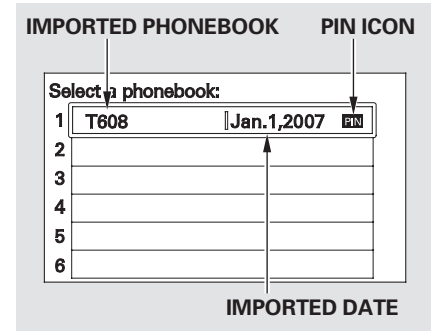 IMPORTED PHONEBOOK PIN ICON
Select a phonebook:
1 T608 Jan.1,2007 PIN
2
3
4
5
6
IMPORTED DATE